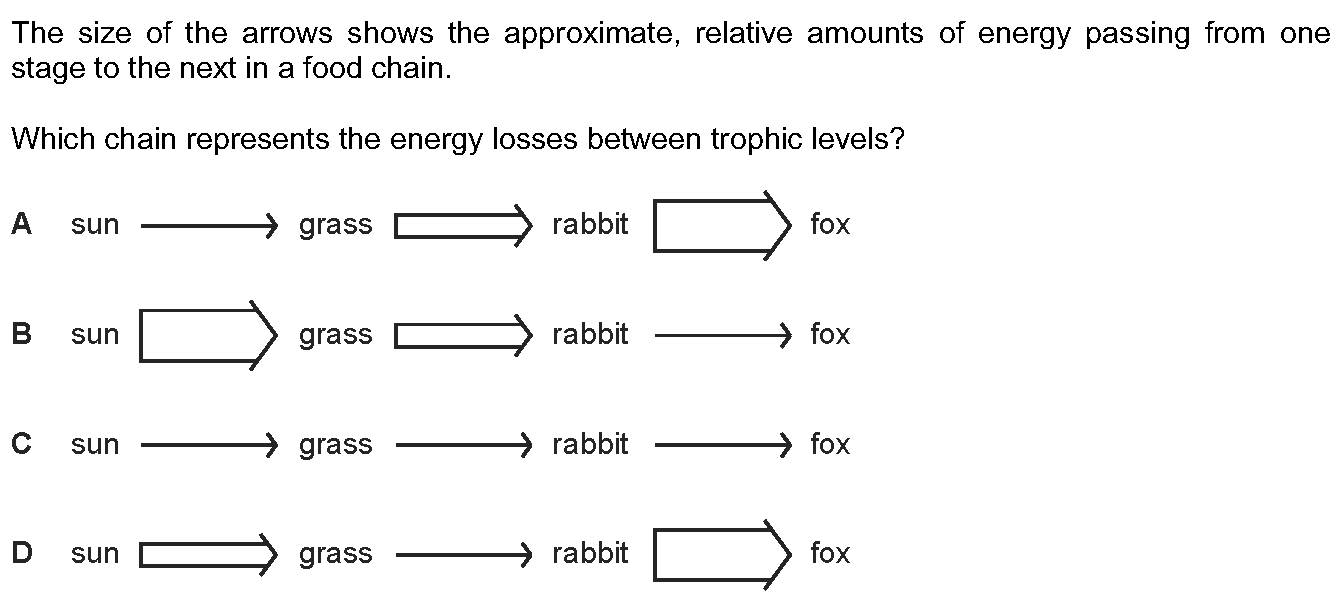 The size of the arrows shows the approximate, relative amounts of energy passing from one
stage to the next in a food chain.
Which chain represents the energy losses between trophic levels?
A sun grass rabbit fox
B sun grass rabbit fox
C sun grass rabbit fox
D sun grass rabbit fox